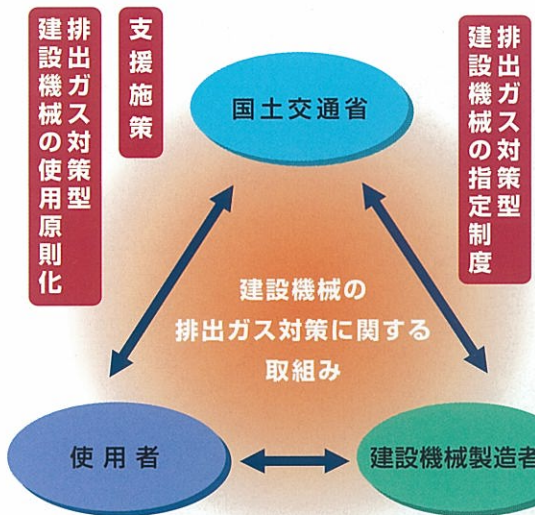 排出ガス対策型
建設機械の使用原則化
支援施策
国土交通省
排出ガス対策型
建設機械の指定制度
建設機械の
排出ガス対策に関する
取組み
使用者
建設機械製造者